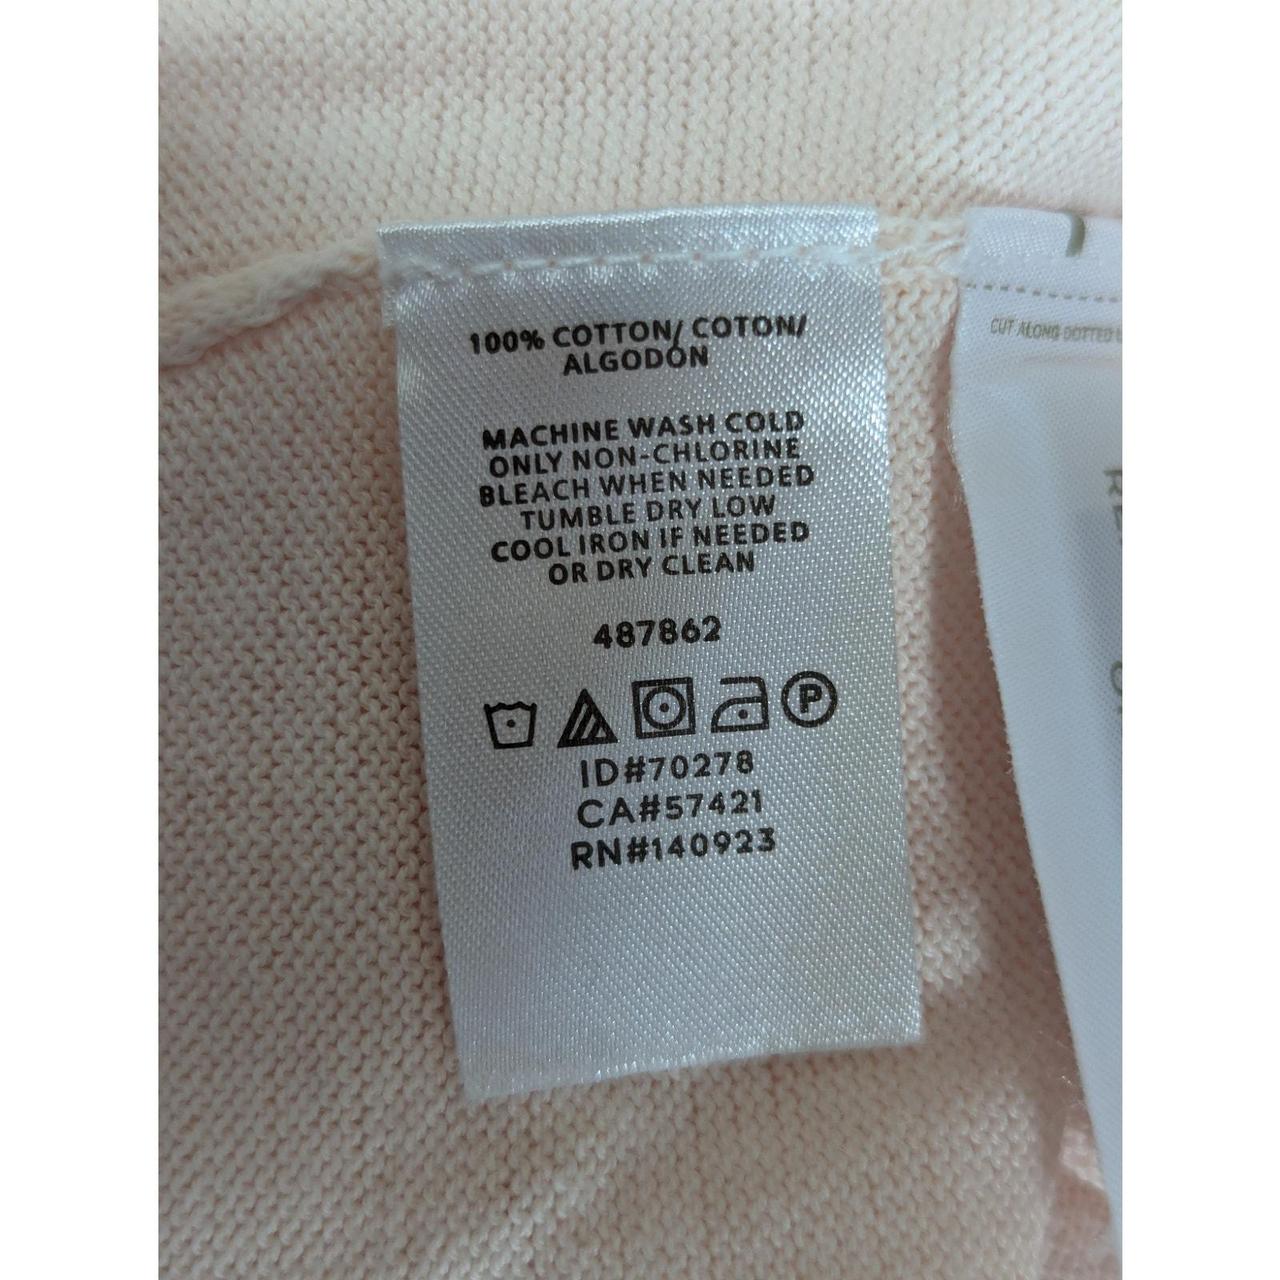 100% COTTON/ COTON/
ALGODÓN
MACHINE WASH COLD
ONLY NON-CHLORINE
BLEACH WHEN NEEDED
TUMBLE DRY LOW
COOL IRON IF NEEDED
OR DRY CLEAN
487862
P
ID#70278
CA#57421
RN#140923
CUT ALONG DOTTED